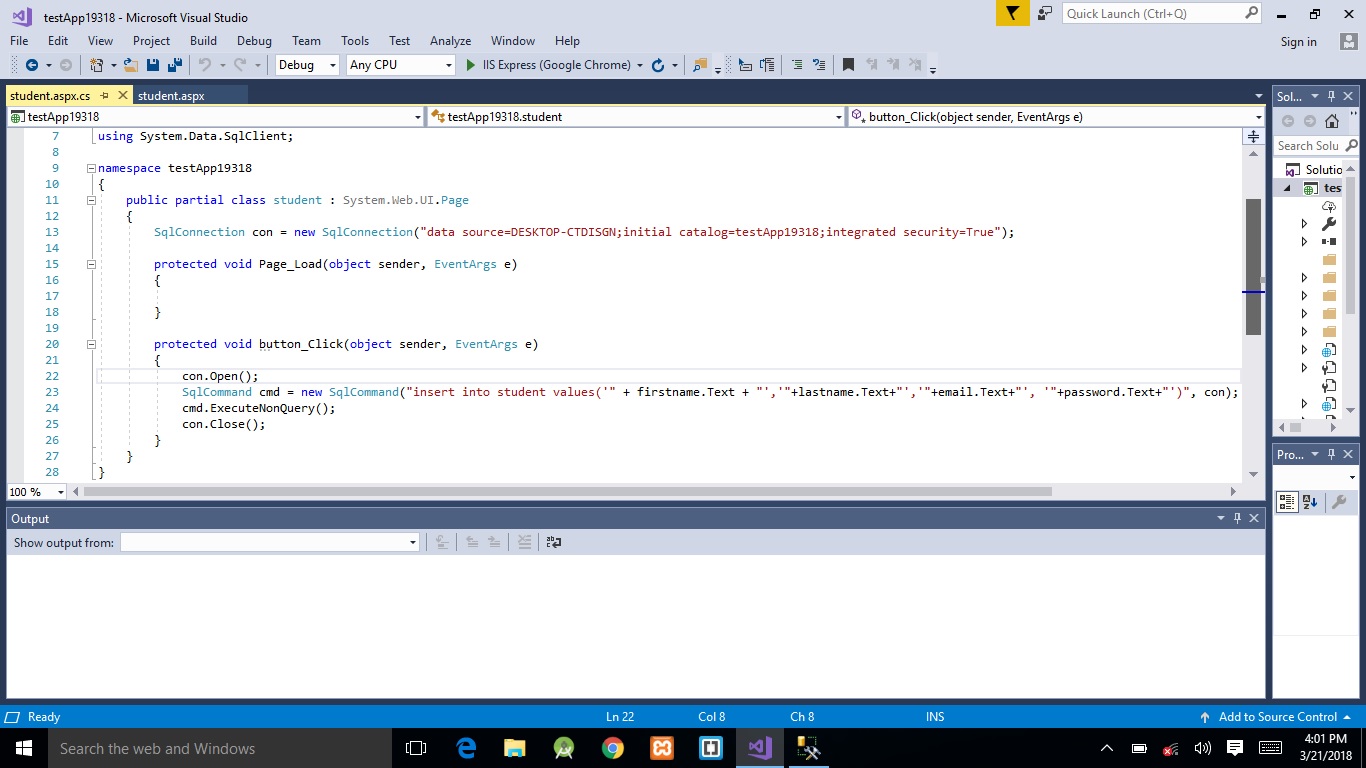 testApp19318 - Microsoft Visual Studio
Quick Launch (Ctrl+Q)
File Edit View Project Build Debug Team Tools Test Analyze Window Help
Sign in
Debug Any CPU IIS Express (Google Chrome)
student.aspx.cs student.aspx
testApp19318 testApp19318.student button_Click(object sender, EventArgs e)
7 using System.Data.SqlClient;
8
9 namespace testApp19318
10 {
11 public partial class student : System.Web.UI.Page
12 {
13 SqlConnection con = new SqlConnection("data source=DESKTOP-CTDISGN;initial catalog=testApp19318;integrated security=True");
14
15 protected void Page_Load(object sender, EventArgs e)
16 {
17
18 }
19
20 protected void button_Click(object sender, EventArgs e)
21 {
22 con.Open();
23 SqlCommand cmd = new SqlCommand("insert into student values('" + firstname.Text + "','"+lastname.Text+"','"+email.Text+"', '"+password.Text+"')", con);
24 cmd.ExecuteNonQuery();
25 con.Close();
26 }
27 }
28 }
100 %
Sol...
Search Solu
Solutio
tes
Pro...
Output
Show output from:
Ready Ln 22 Col 8 Ch 8 INS Add to Source Control
Search the web and Windows
4:01 PM
3/21/2018